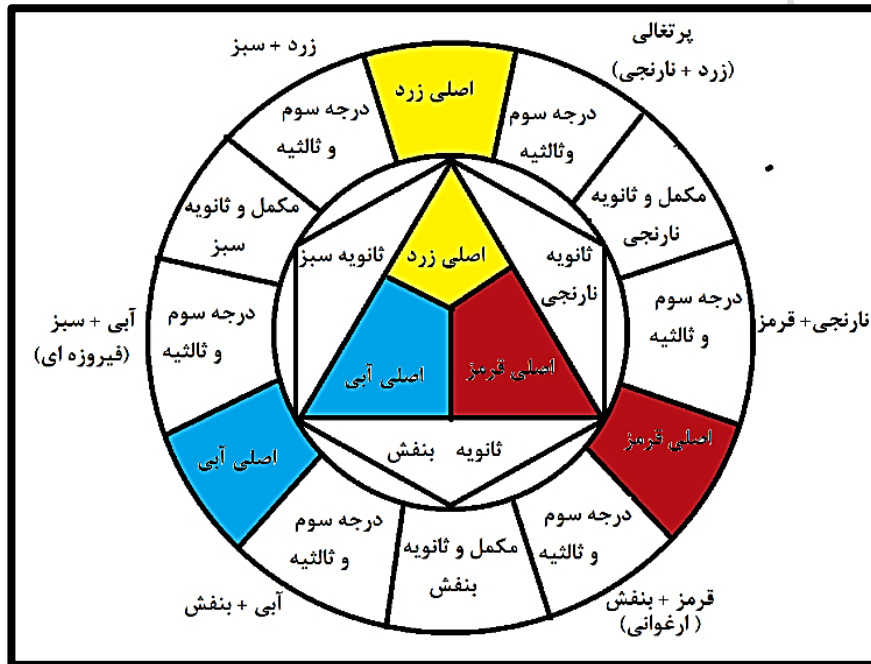 پرتغالی
(زرد + نارنجی)
زرد + سبز
اصلی زرد
درجه سوم
وثالثیه
درجه سوم
و ثالثیه
مکمل و ثانویه
نارنجی
مکمل و ثانویه
سبز
اصلی زرد
ثانویه
نارنجی
ثانویه سبز
درجه سوم
و ثالثیه
نارنجی+ قرمز
درجه سوم
و ثالثیه
آبی + سبز
(فیروزه ای)
اصلی قرمز
اصلی آبی
اصلی قرمز
اصلی آبی
ثانویه بنفش
درجه سوم
و ثالثیه
مکمل و ثانویه
بنفش
درجه سوم
و ثالثیه
قرمز + بنفش
( ارغوانی)
آبی + بنفش